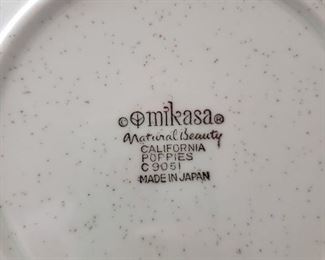 © mikasa®
Natural Beauty
CALIFORNIA
POPPIES
C 9051
MADE IN JAPAN